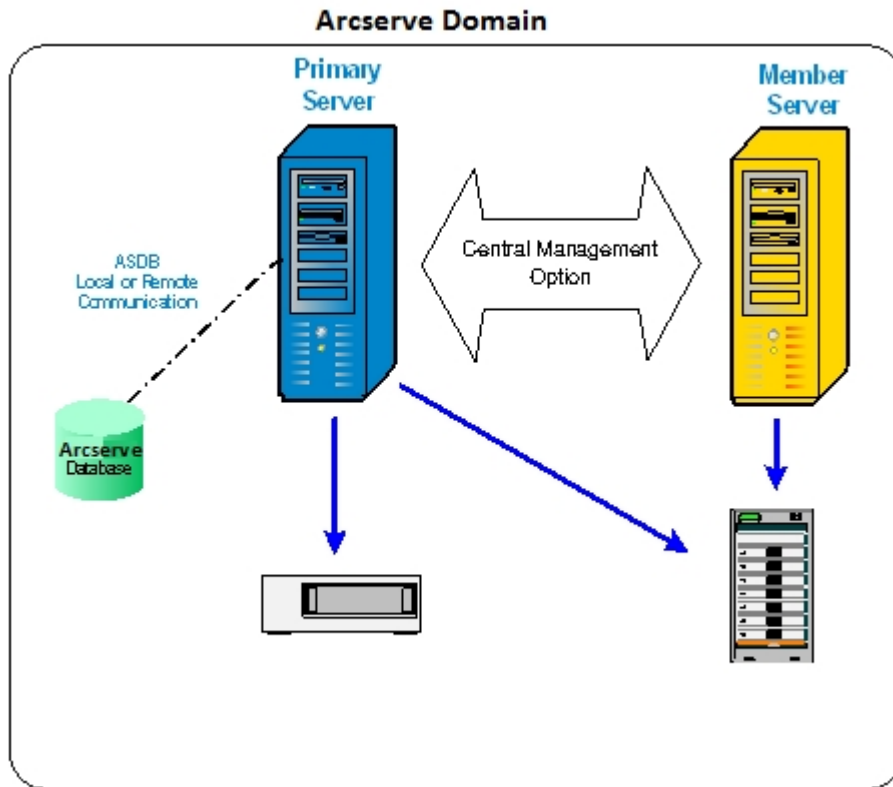 Arcserve Domain
Primary
Server
Member
Server
Central Management
Option
ASDB
Local or Remote
Communication
Arcserve
Database